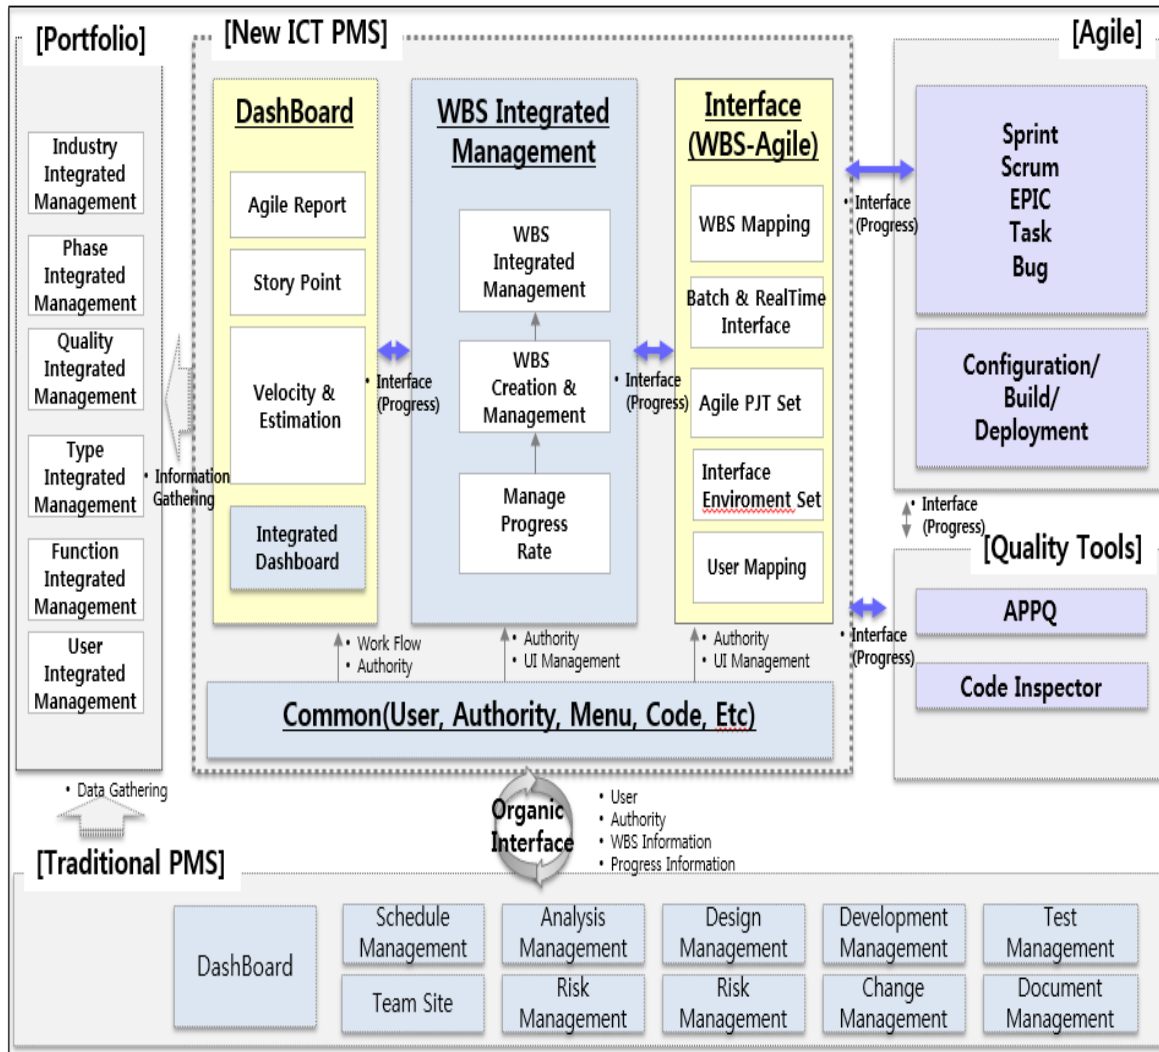 [Portfolio]
Industry
Integrated
Management
Phase
Integrated
Management
Quality
Integrated
Management
Type
Integrated
Management
Function
Integrated
Management
User
Integrated
Management
• Information
Gathering
[New ICT PMS]
DashBoard
Agile Report
Story Point
Velocity &
Estimation
Integrated
Dashboard
• Interface
(Progress)
WBS Integrated
Management
WBS
Integrated
Management
WBS
Creation &
Management
Manage
Progress
Rate
• Interface
(Progress)
Interface
(WBS-Agile)
WBS Mapping
Batch & RealTime
Interface
Agile PJT Set
Interface
Enviroment Set
User Mapping
• Work Flow
• Authority
• Authority
• UI Management
• Authority
• UI Management
Common(User, Authority, Menu, Code, Etc)
• Interface
(Progress)
• Interface
(Progress)
[Agile]
Sprint
Scrum
EPIC
Task
Bug
Configuration/
Build/
Deployment
• Interface
(Progress)
[Quality Tools]
APPQ
Code Inspector
• Data Gathering
Organic
Interface
• User
• Authority
• WBS Information
• Progress Information
[Traditional PMS]
DashBoard
Schedule
Management
Analysis
Management
Design
Management
Development
Management
Test
Management
Team Site
Risk
Management
Risk
Management
Change
Management
Document
Management